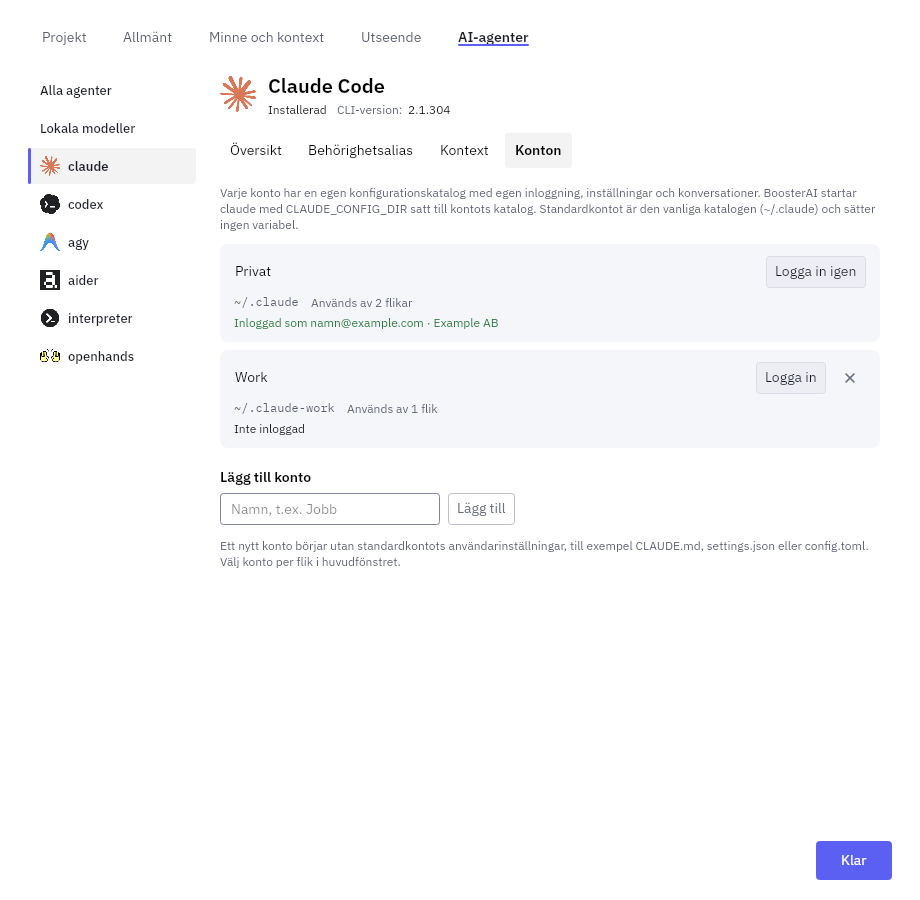 Projekt Allmänt Minne och kontext Utseende AI-agenter
Alla agenter
Lokala modeller
claude
codex
agy
aider
interpreter
openhands
Claude Code
Installerad CLI-version: 2.1.304
Översikt Behörighetsalias Kontext Konton
Varje konto har en egen konfigurationskatalog med egen inloggning, inställningar och konversationer. BoosterAI startar
claude med CLAUDE_CONFIG_DIR satt till kontots katalog. Standardkontot är den vanliga katalogen (~/.claude) och sätter
ingen variabel.
Privat Logga in igen
~/.claude Används av 2 flikar
Inloggad som namn@example.com · Example AB
Work Logga in
~/.claude-work Används av 1 flik
Inte inloggad
Lägg till konto
Namn, t.ex. Jobb Lägg till
Ett nytt konto börjar utan standardkontots användarinställningar, till exempel CLAUDE.md, settings.json eller config.toml.
Välj konto per flik i huvudfönstret.
Klar